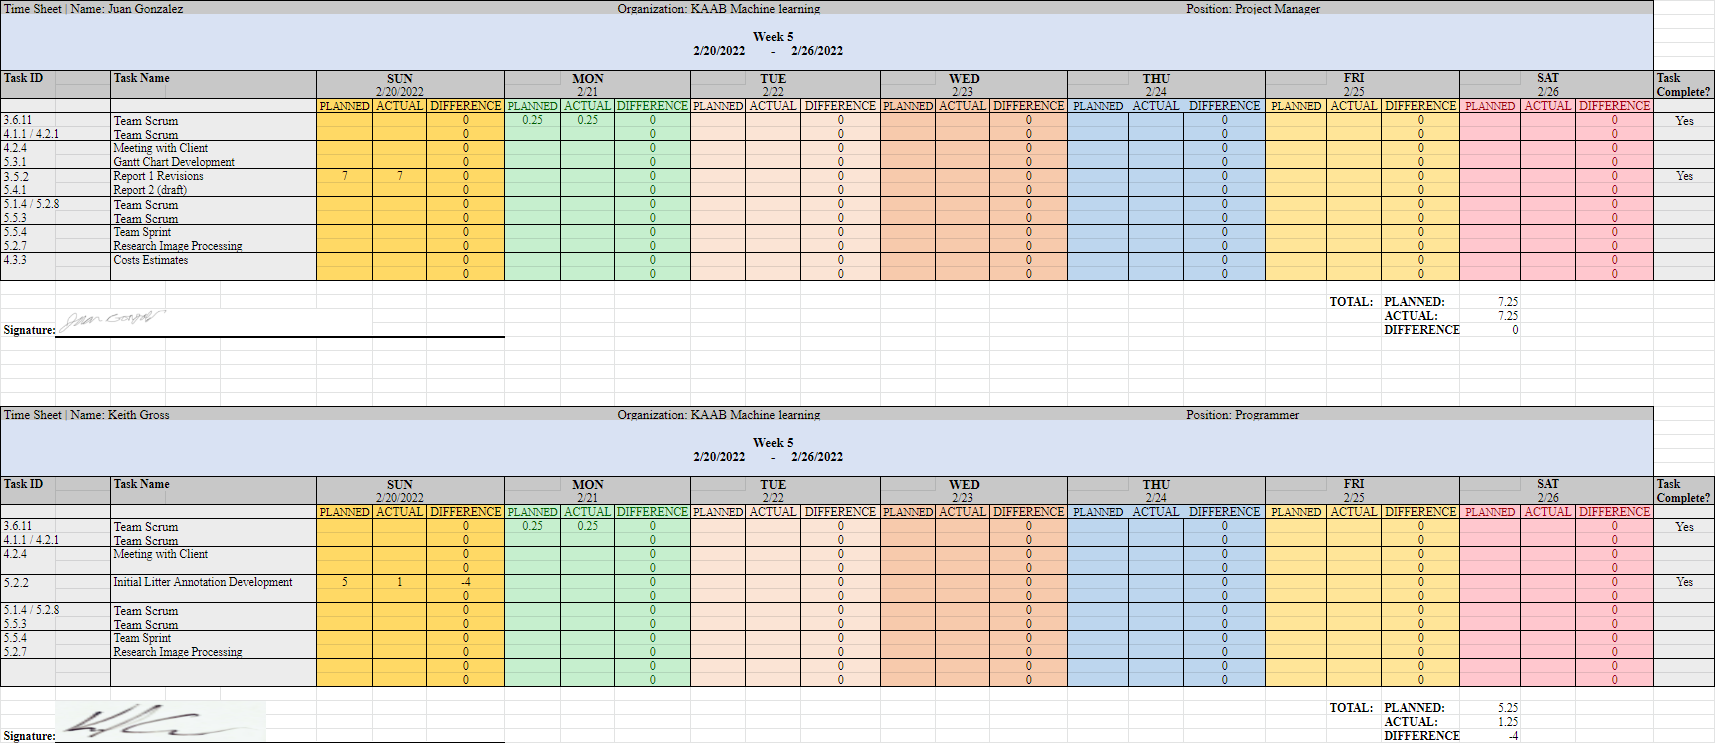 Time Sheet | Name: Juan Gonzalez Organization: KAAB Machine learning Position: Project Manager
Week 5
2/20/2022 - 2/26/2022
Task ID Task Name SUN MON TUE WED THU FRI SAT Task
2/20/2022 2/21 2/22 2/23 2/24 2/25 2/26 Complete?
PLANNED ACTUAL DIFFERENCE PLANNED ACTUAL DIFFERENCE PLANNED ACTUAL DIFFERENCE PLANNED ACTUAL DIFFERENCE PLANNED ACTUAL DIFFERENCE PLANNED ACTUAL DIFFERENCE PLANNED ACTUAL DIFFERENCE
3.6.11 Team Scrum 0 0.25 0.25 0 0 0 0 0 0 Yes
4.1.1 / 4.2.1 Team Scrum 0 0 0 0 0 0 0
4.2.4 Meeting with Client 0 0 0 0 0 0 0
5.3.1 Gantt Chart Development 0 0 0 0 0 0 0
3.5.2 Report 1 Revisions 7 7 0 0 0 0 0 0 0 Yes
5.4.1 Report 2 (draft) 0 0 0 0 0 0 0
5.1.4 / 5.2.8 Team Scrum 0 0 0 0 0 0 0
5.5.3 Team Scrum 0 0 0 0 0 0 0
5.5.4 Team Sprint 0 0 0 0 0 0 0
5.2.7 Research Image Processing 0 0 0 0 0 0 0
4.3.3 Costs Estimates 0 0 0 0 0 0 0
0 0 0 0 0 0 0
TOTAL: PLANNED: 7.25
ACTUAL: 7.25
Signature: Juan Gonzal DIFFERENCE 0
Time Sheet | Name: Keith Gross Organization: KAAB Machine learning Position: Programmer
Week 5
2/20/2022 - 2/26/2022
Task ID Task Name SUN MON TUE WED THU FRI SAT Task
2/20/2022 2/21 2/22 2/23 2/24 2/25 2/26 Complete?
PLANNED ACTUAL DIFFERENCE PLANNED ACTUAL DIFFERENCE PLANNED ACTUAL DIFFERENCE PLANNED ACTUAL DIFFERENCE PLANNED ACTUAL DIFFERENCE PLANNED ACTUAL DIFFERENCE PLANNED ACTUAL DIFFERENCE
3.6.11 Team Scrum 0 0.25 0.25 0 0 0 0 0 0 Yes
4.1.1 / 4.2.1 Team Scrum 0 0 0 0 0 0 0
4.2.4 Meeting with Client 0 0 0 0 0 0 0
0 0 0 0 0 0 0
5.2.2 Initial Litter Annotation Development 5 1 -4 0 0 0 0 0 0 Yes
0 0 0 0 0 0 0
5.1.4 / 5.2.8 Team Scrum 0 0 0 0 0 0 0
5.5.3 Team Scrum 0 0 0 0 0 0 0
5.5.4 Team Sprint 0 0 0 0 0 0 0
5.2.7 Research Image Processing 0 0 0 0 0 0 0
0 0 0 0 0 0 0
0 0 0 0 0 0 0
TOTAL: PLANNED: 5.25
ACTUAL: 1.25
Signature: DIFFERENCE -4